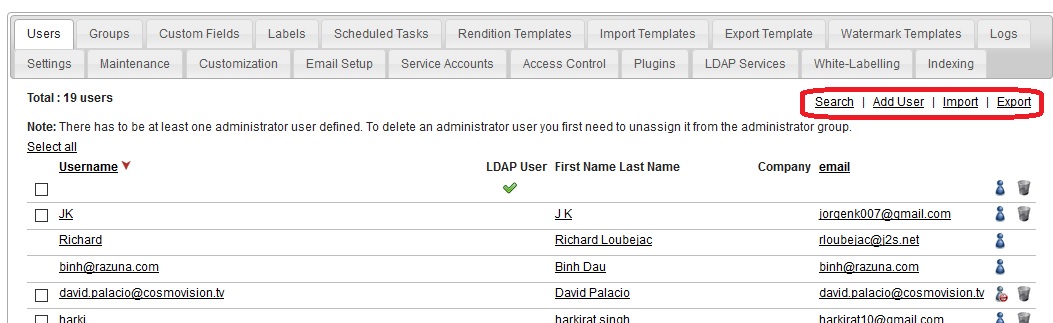 Users Groups Custom Fields Labels Scheduled Tasks Rendition Templates Import Templates Export Template Watermark Templates Logs
Settings Maintenance Customization Email Setup Service Accounts Access Control Plugins LDAP Services White-Labelling Indexing
Total : 19 users
Search | Add User | Import | Export
Note: There has to be at least one administrator user defined. To delete an administrator user you first need to unassign it from the administrator group.
Select all
Username LDAP User First Name Last Name Company email
JK J K jorgenk007@gmail.com
Richard Richard Loubejac rloubejac@j2s.net
binh@razuna.com Binh Dau binh@razuna.com
david.palacio@cosmovision.tv David Palacio david.palacio@cosmovision.tv
harki harkirat singh harkirat10@gmail.com